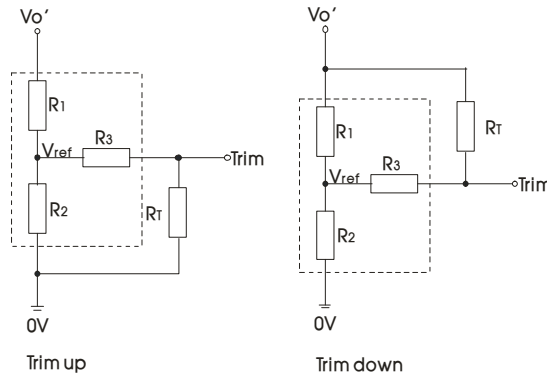 Vo’
R1
Vref
R3
Trim
R2
RT
0V
Trim up
Vo’
R1
RT
Vref
R3
Trim
R2
0V
Trim down